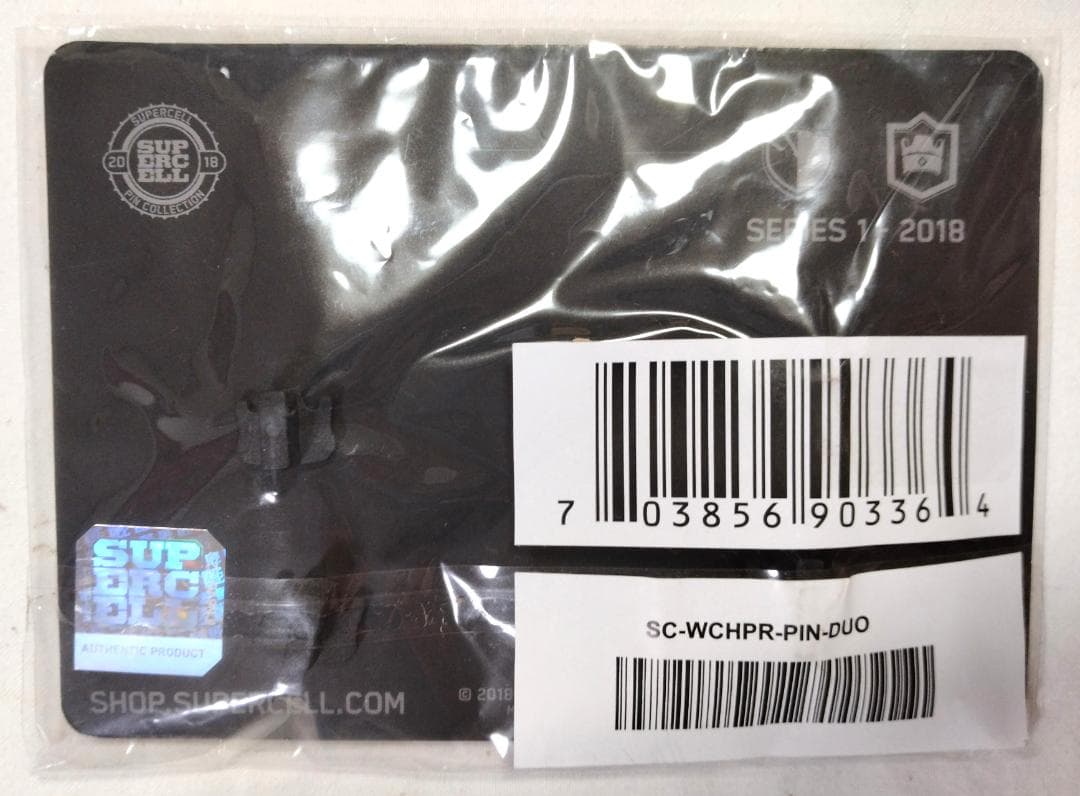 SUPERCELL
20 18
SUP
ERC
ELL
PIN COLLECTION
SERIES 1 - 2018
7 03856 90336 4
SUP
ERC
ELL
AUTHENTIC PRODUCT
SHOP.SUPERCELL.COM
© 2018
SC-WCHPR-PIN-DUO